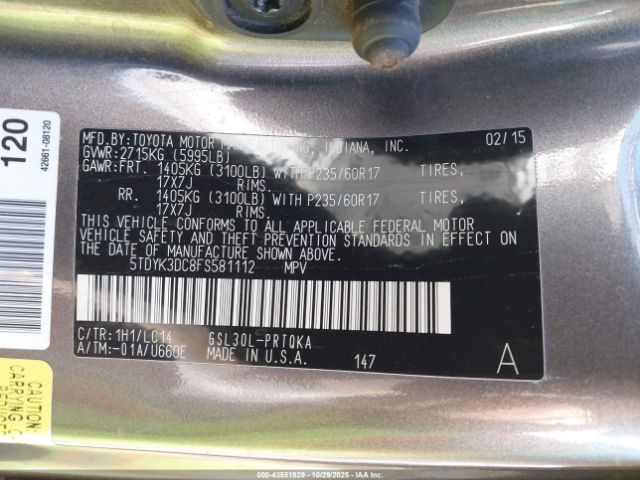 120
42661-08120
MFD.BY:TOYOTA MOTOR MANUFACTURING, INDIANA, INC. 02/15
GVWR:2715KG (5995LB)
GAWR:FRT. 1405KG (3100LB) WITH P235/60R17 TIRES,
17X7J RIMS.
RR. 1405KG (3100LB) WITH P235/60R17 TIRES,
17X7J RIMS.
THIS VEHICLE CONFORMS TO ALL APPLICABLE FEDERAL MOTOR
VEHICLE SAFETY AND THEFT PREVENTION STANDARDS IN EFFECT ON
THE DATE OF MANUFACTURE SHOWN ABOVE.
5TDYK3DC8FS581112 MPV
C/TR:1H1/LC14 GSL30L-PRTQKA
A/TM:-01A/U660E MADE IN U.S.A. 147 A
CAUTION:
CARRYING
000-43551929 10/29/2025 Copyright © IAA, LLC